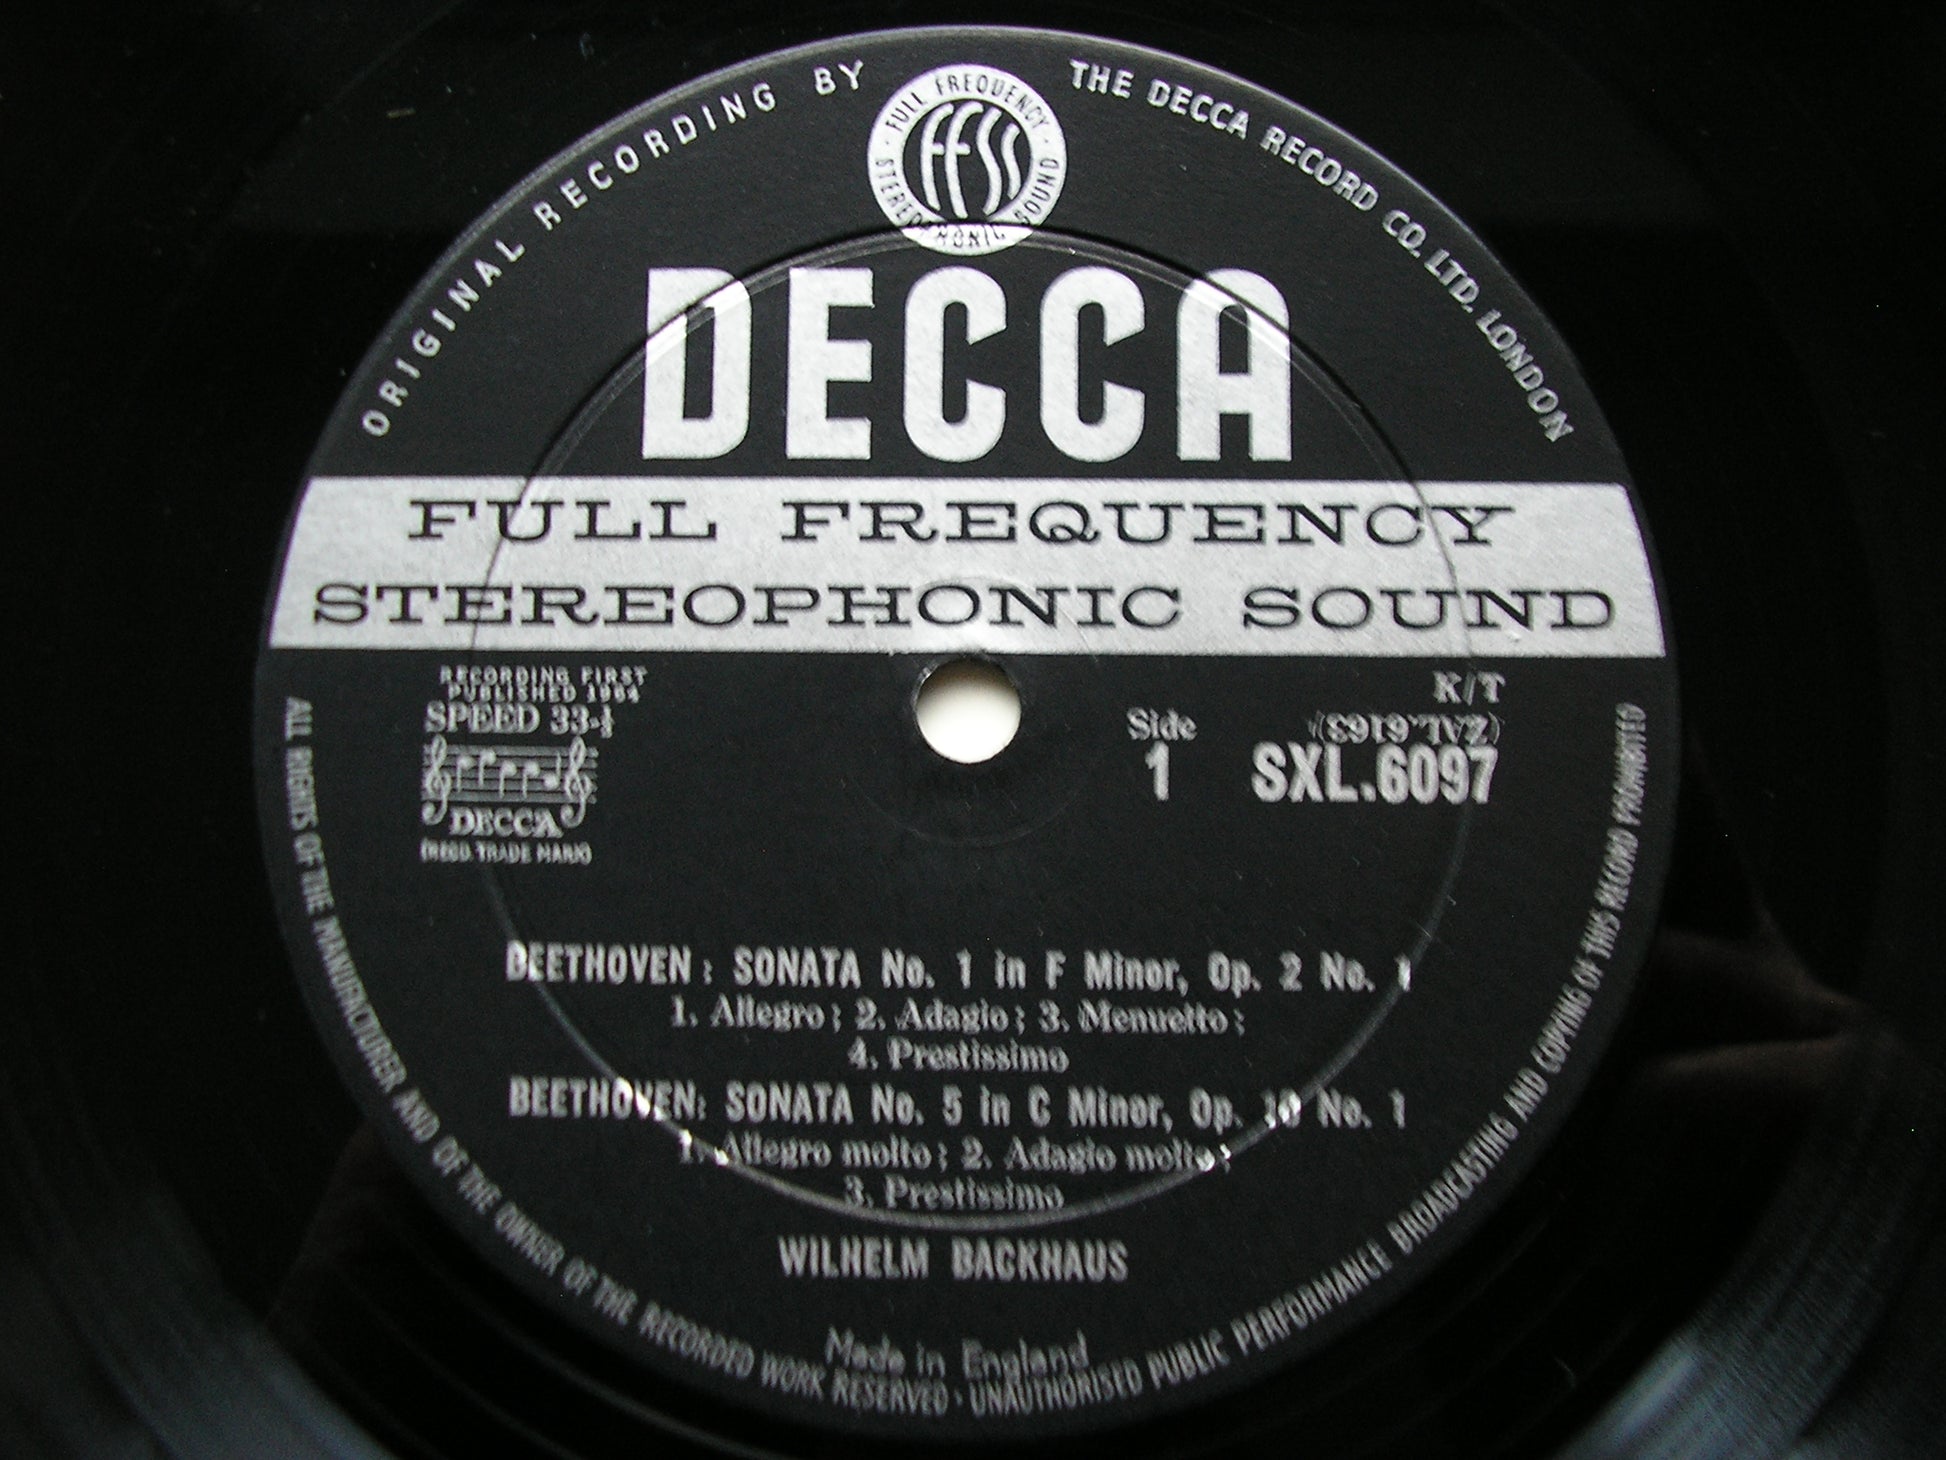 ORIGINAL RECORDING BY THE DECCA RECORD CO. LTD. LONDON
· FULL FREQUENCY · STEREOPHONIC SOUND
FFSS
DECCA
FULL FREQUENCY
STEREOPHONIC SOUND
RECORDING FIRST
PUBLISHED 1964
SPEED 33⅓
DECCA
(REGD. TRADE MARK)
K/T
(ZAL.6163)
Side
1
SXL.6097
BEETHOVEN: SONATA No. 1 in F Minor, Op. 2 No. 1
1. Allegro; 2. Adagio; 3. Menuetto;
4. Prestissimo
BEETHOVEN: SONATA No. 5 in C Minor, Op. 10 No. 1
1. Allegro molto; 2. Adagio molto;
3. Prestissimo
WILHELM BACKHAUS
Made in England
ALL RIGHTS OF THE MANUFACTURER AND OF THE OWNER OF THE RECORDED WORK RESERVED · UNAUTHORISED PUBLIC PERFORMANCE BROADCASTING AND COPYING OF THIS RECORD PROHIBITED